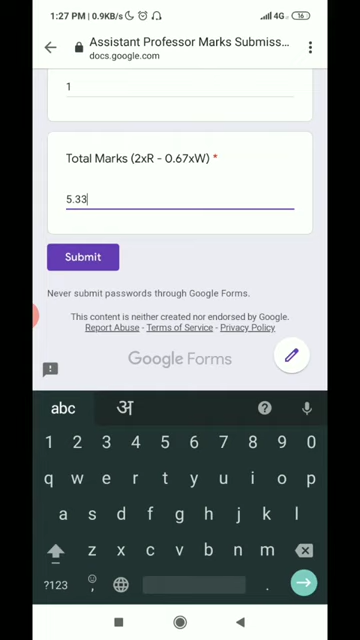 1:27 PM | 0.9KB/s
4G
16
Assistant Professor Marks Submiss...
docs.google.com
1
Total Marks (2xR - 0.67xW) *
5.33
Submit
Never submit passwords through Google Forms.
This content is neither created nor endorsed by Google.
Report Abuse - Terms of Service - Privacy Policy
Google Forms
abc अ
1 2 3 4 5 6 7 8 9 0
q w e r t y u i o p
a s d f g h j k l
z x c v b n m
?123 , .